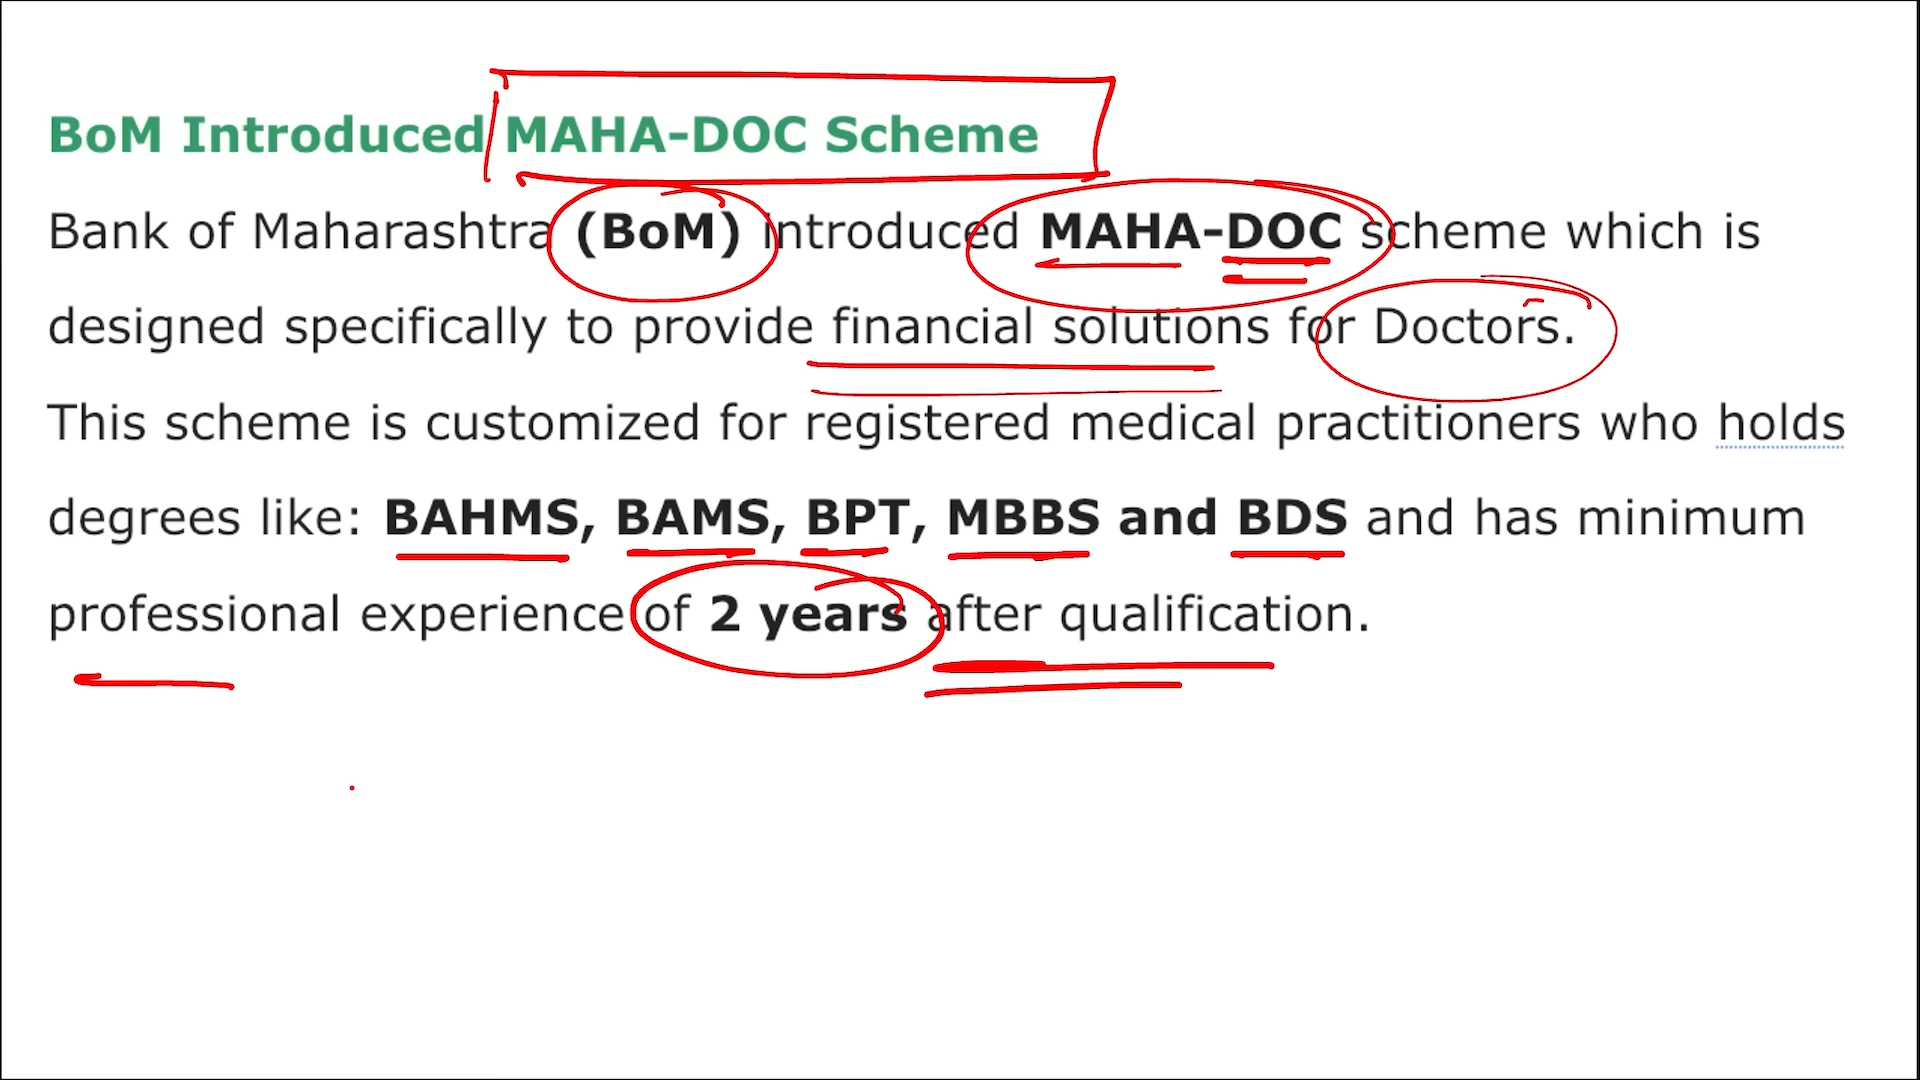 BoM Introduced MAHA-DOC Scheme
Bank of Maharashtra (BoM) introduced MAHA-DOC scheme which is
designed specifically to provide financial solutions for Doctors.
This scheme is customized for registered medical practitioners who holds
degrees like: BAHMS, BAMS, BPT, MBBS and BDS and has minimum
professional experience of 2 years after qualification.